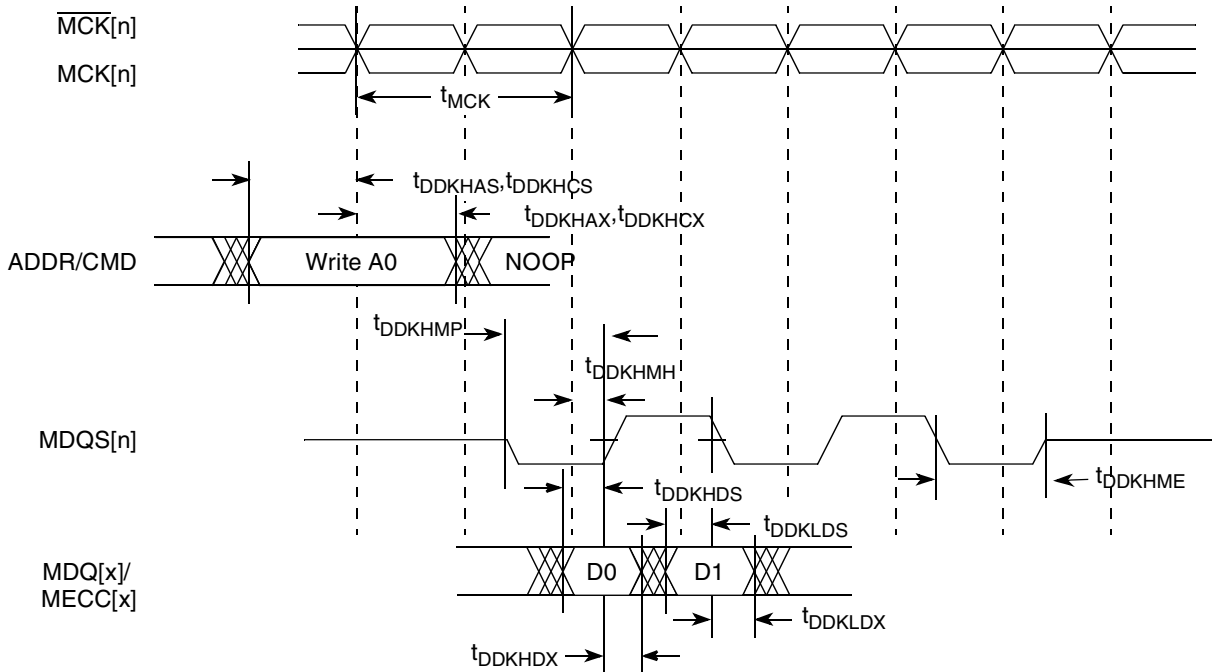 MCK[n]
MCK[n]
tMCK
tDDKHAS,tDDKHCS
tDDKHAX,tDDKHCX
ADDR/CMD
Write A0
NOOP
tDDKHMP
tDDKHMH
MDQS[n]
tDDKHME
tDDKHDS
tDDKLDS
MDQ[x]/
MECC[x]
D0
D1
tDDKLDX
tDDKHDX